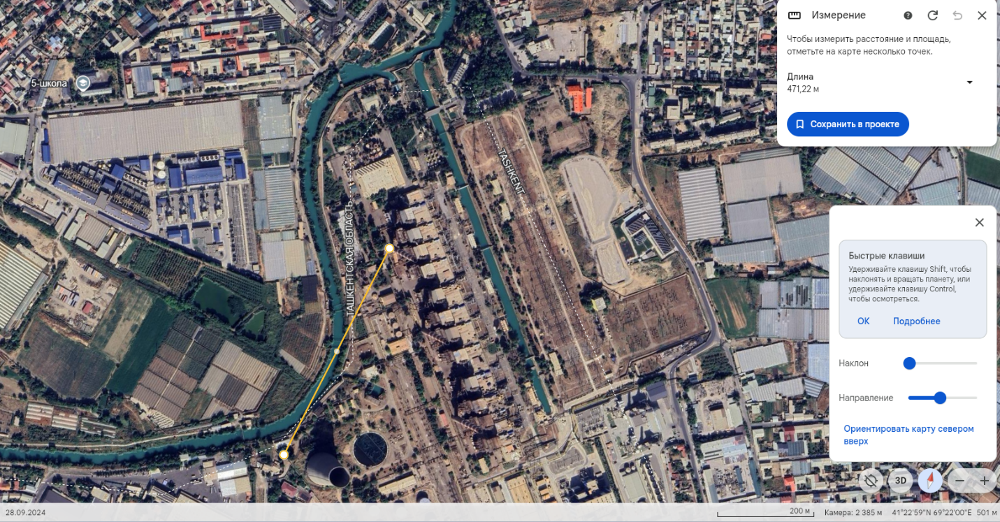 Измерение
Чтобы измерить расстояние и площадь,
отметьте на карте несколько точек.
Длина
471,22 м
Сохранить в проекте
5-школа
TASHKENT
ТАШКЕНТСКАЯ ОБЛАСТЬ
Быстрые клавиши
Удерживайте клавишу Shift, чтобы
наклонять и вращать планету, или
удерживайте клавишу Control,
чтобы осмотреться.
ОК Подробнее
Наклон
Направление
Ориентировать карту севером
вверх
3D
28.09.2024
200 м
Камера: 2 385 м 41°22'59"N 69°22'00"E 501 м